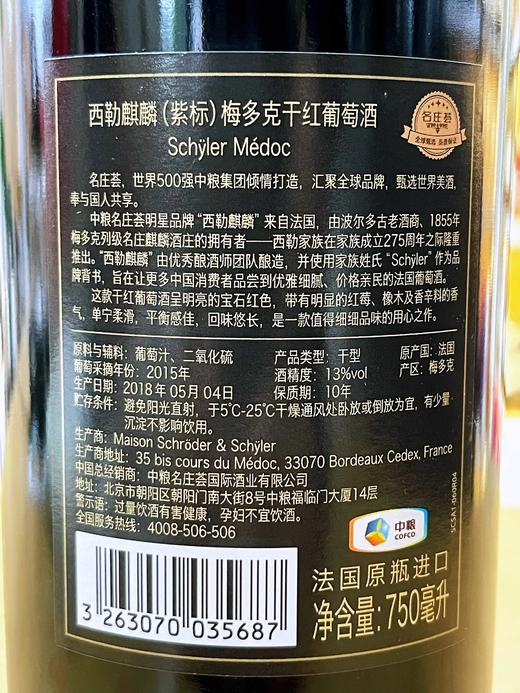 西勒麒麟（紫标）梅多克干红葡萄酒
Schÿler Médoc
名庄荟
WINE & WINE
全球甄选 品质保证
名庄荟，世界500强中粮集团倾情打造，汇聚全球品牌，甄选世界美酒，
奉与国人共享。
中粮名庄荟明星品牌“西勒麒麟”来自法国，由波尔多古老酒商、1855年
梅多克列级名庄麒麟酒庄的拥有者——西勒家族在家族成立275周年之际隆重
推出。“西勒麒麟”由优秀酿酒师团队酿造，并使用家族姓氏“Schÿler”作为品
牌背书，旨在让更多中国消费者品尝到优雅细腻、价格亲民的法国葡萄酒。
这款干红葡萄酒呈明亮的宝石红色，带有明显的红莓、橡木及香辛料的香
气，单宁柔滑，平衡感佳，回味悠长，是一款值得细细品味的用心之作。
原料与辅料：葡萄汁、二氧化硫 产品类型：干型 原产国：法国
葡萄采摘年份：2015年 酒精度：13%vol 产区：梅多克
生产日期：2018年05月04日 保质期：10年
贮存条件：避免阳光直射，于5℃-25℃干燥通风处卧放或倒放为宜，有少量
沉淀不影响饮用。
生产商：Maison Schröder & Schÿler
生产商地址：35 bis cours du Médoc, 33070 Bordeaux Cedex, France
中国总经销商：中粮名庄荟国际酒业有限公司
地址：北京市朝阳区朝阳门南大街8号中粮福临门大厦14层
警示语：过量饮酒有害健康，孕妇不宜饮酒。
全国服务热线：4008-506-506
SCSA1-060R04
中粮
COFCO
3 263070 035687
法国原瓶进口
净含量:750毫升